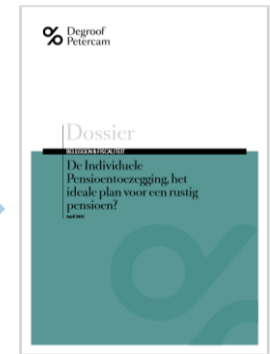 Degroof
Petercam
Dossier
BELEGGEN & FISCALITEIT
De Individuele
Pensioentoezegging, het
ideale plan voor een rustig
pensioen?